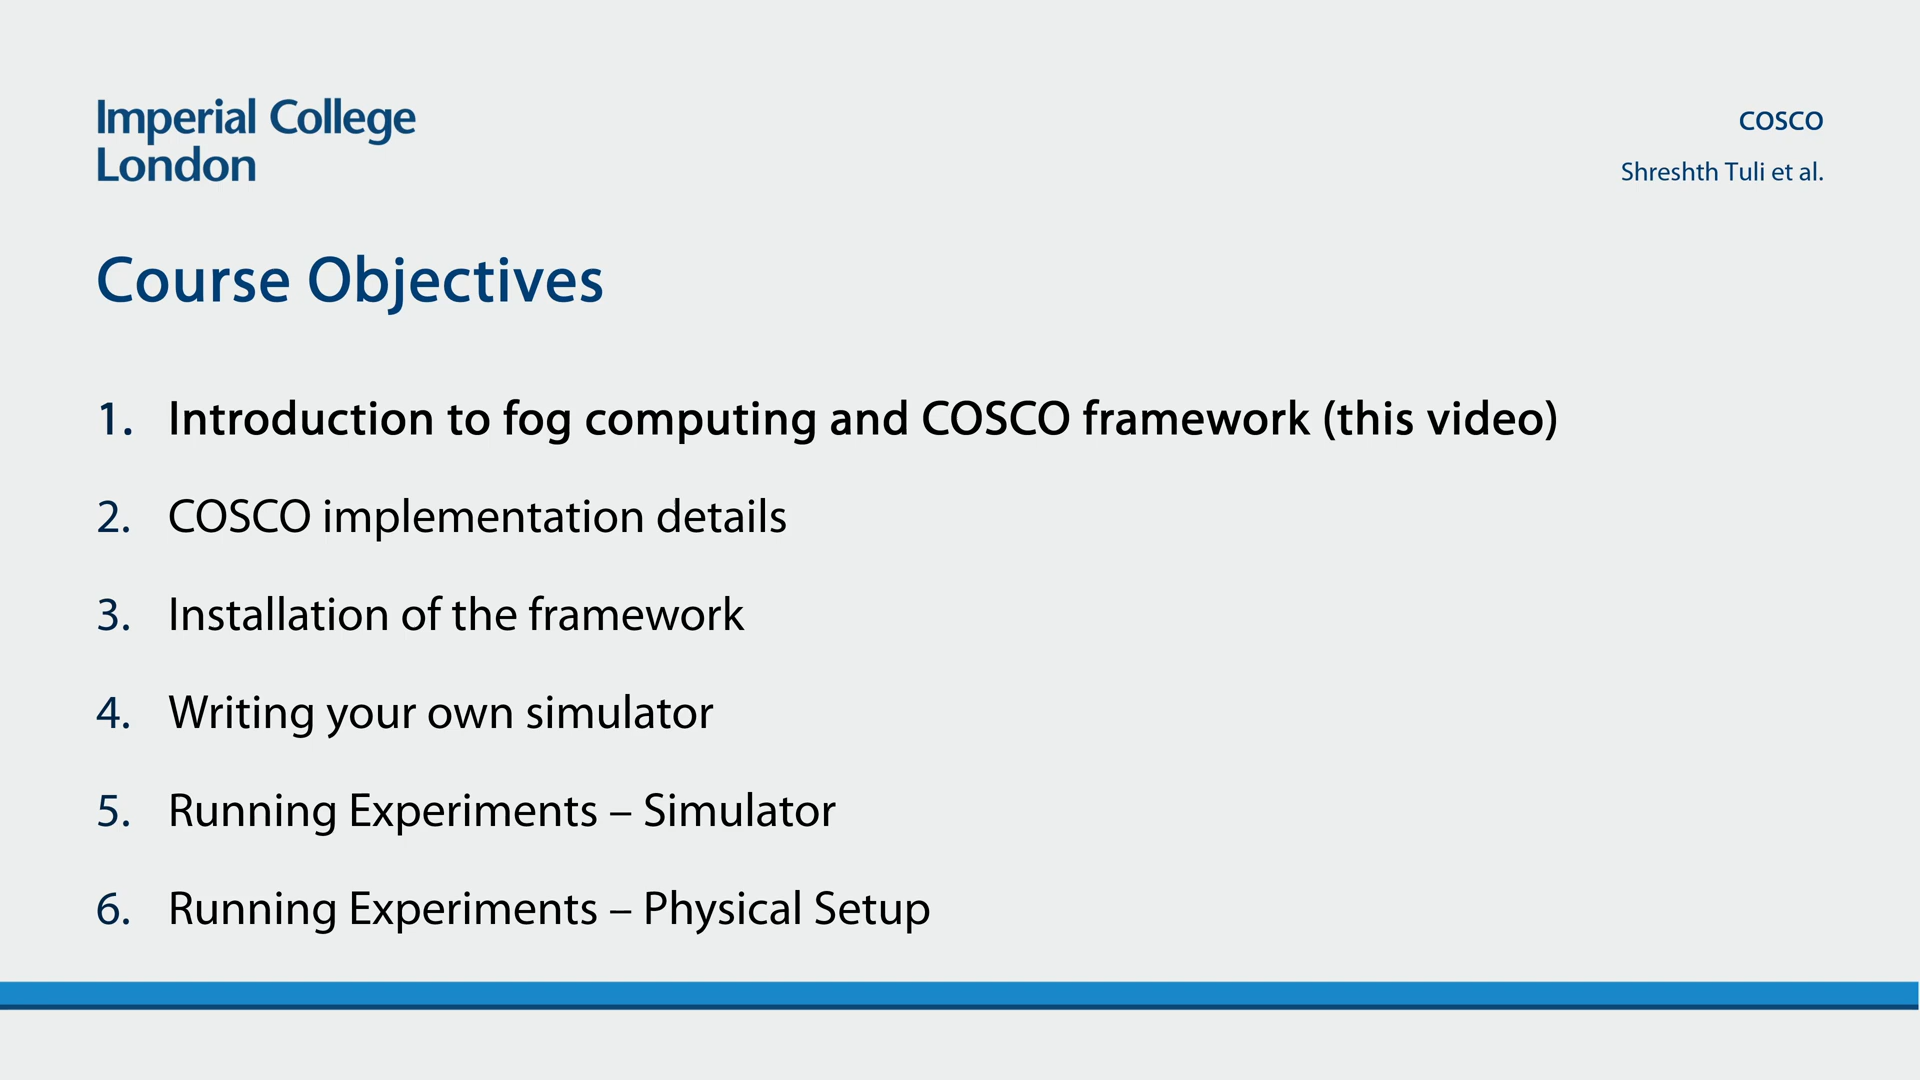 Imperial College
London
COSCO
Shreshth Tuli et al.
Course Objectives
1. Introduction to fog computing and COSCO framework (this video)
2. COSCO implementation details
3. Installation of the framework
4. Writing your own simulator
5. Running Experiments – Simulator
6. Running Experiments – Physical Setup